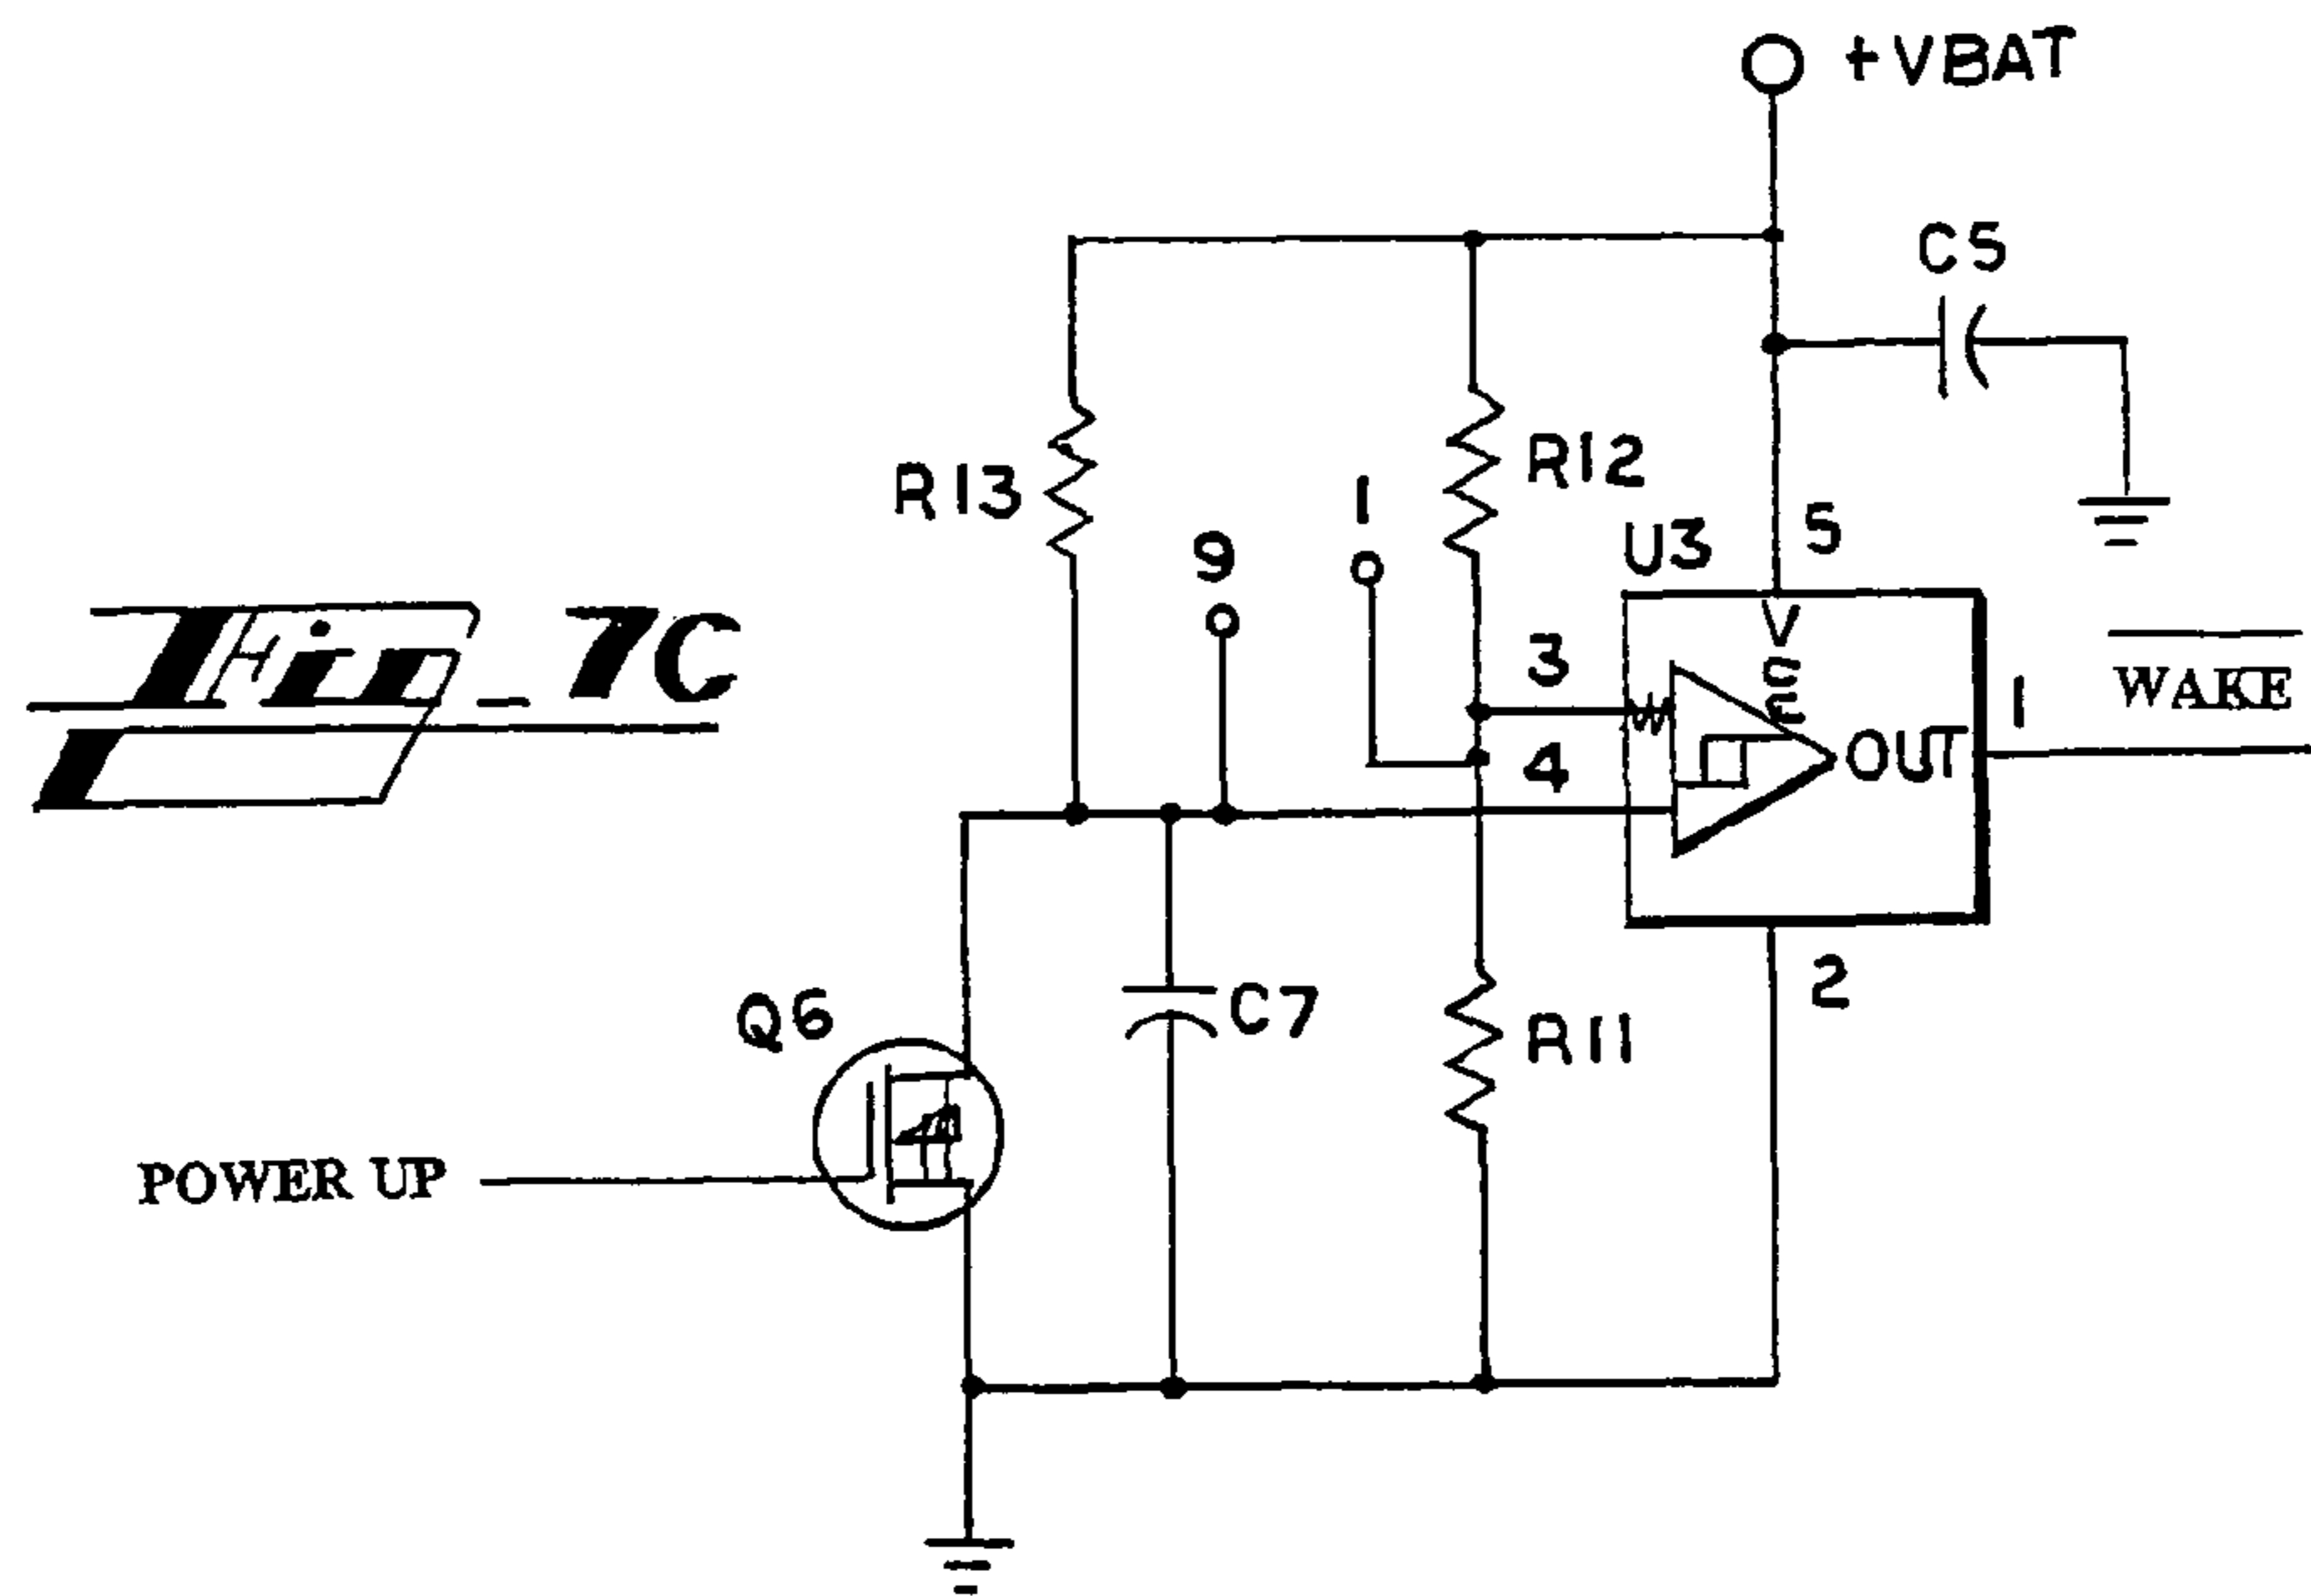 +VBAT
C5
R13
R12
1
9
U3
5
3
4
VCC
OUT
1
WAKE
2
Fig_7C
Q6
C7
R11
POWER UP